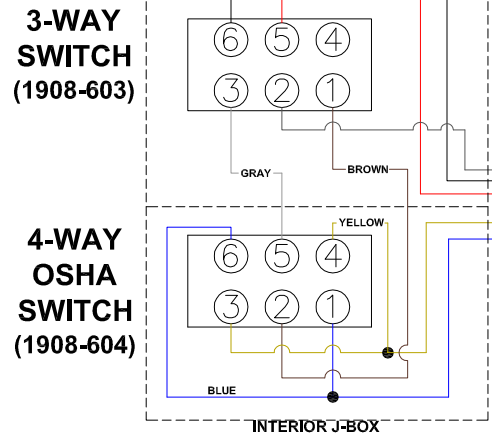 3-WAY
SWITCH
(1908-603)
6 5 4
3 2 1
GRAY
BROWN
4-WAY
OSHA
SWITCH
(1908-604)
YELLOW
6 5 4
3 2 1
BLUE
INTERIOR J-BOX